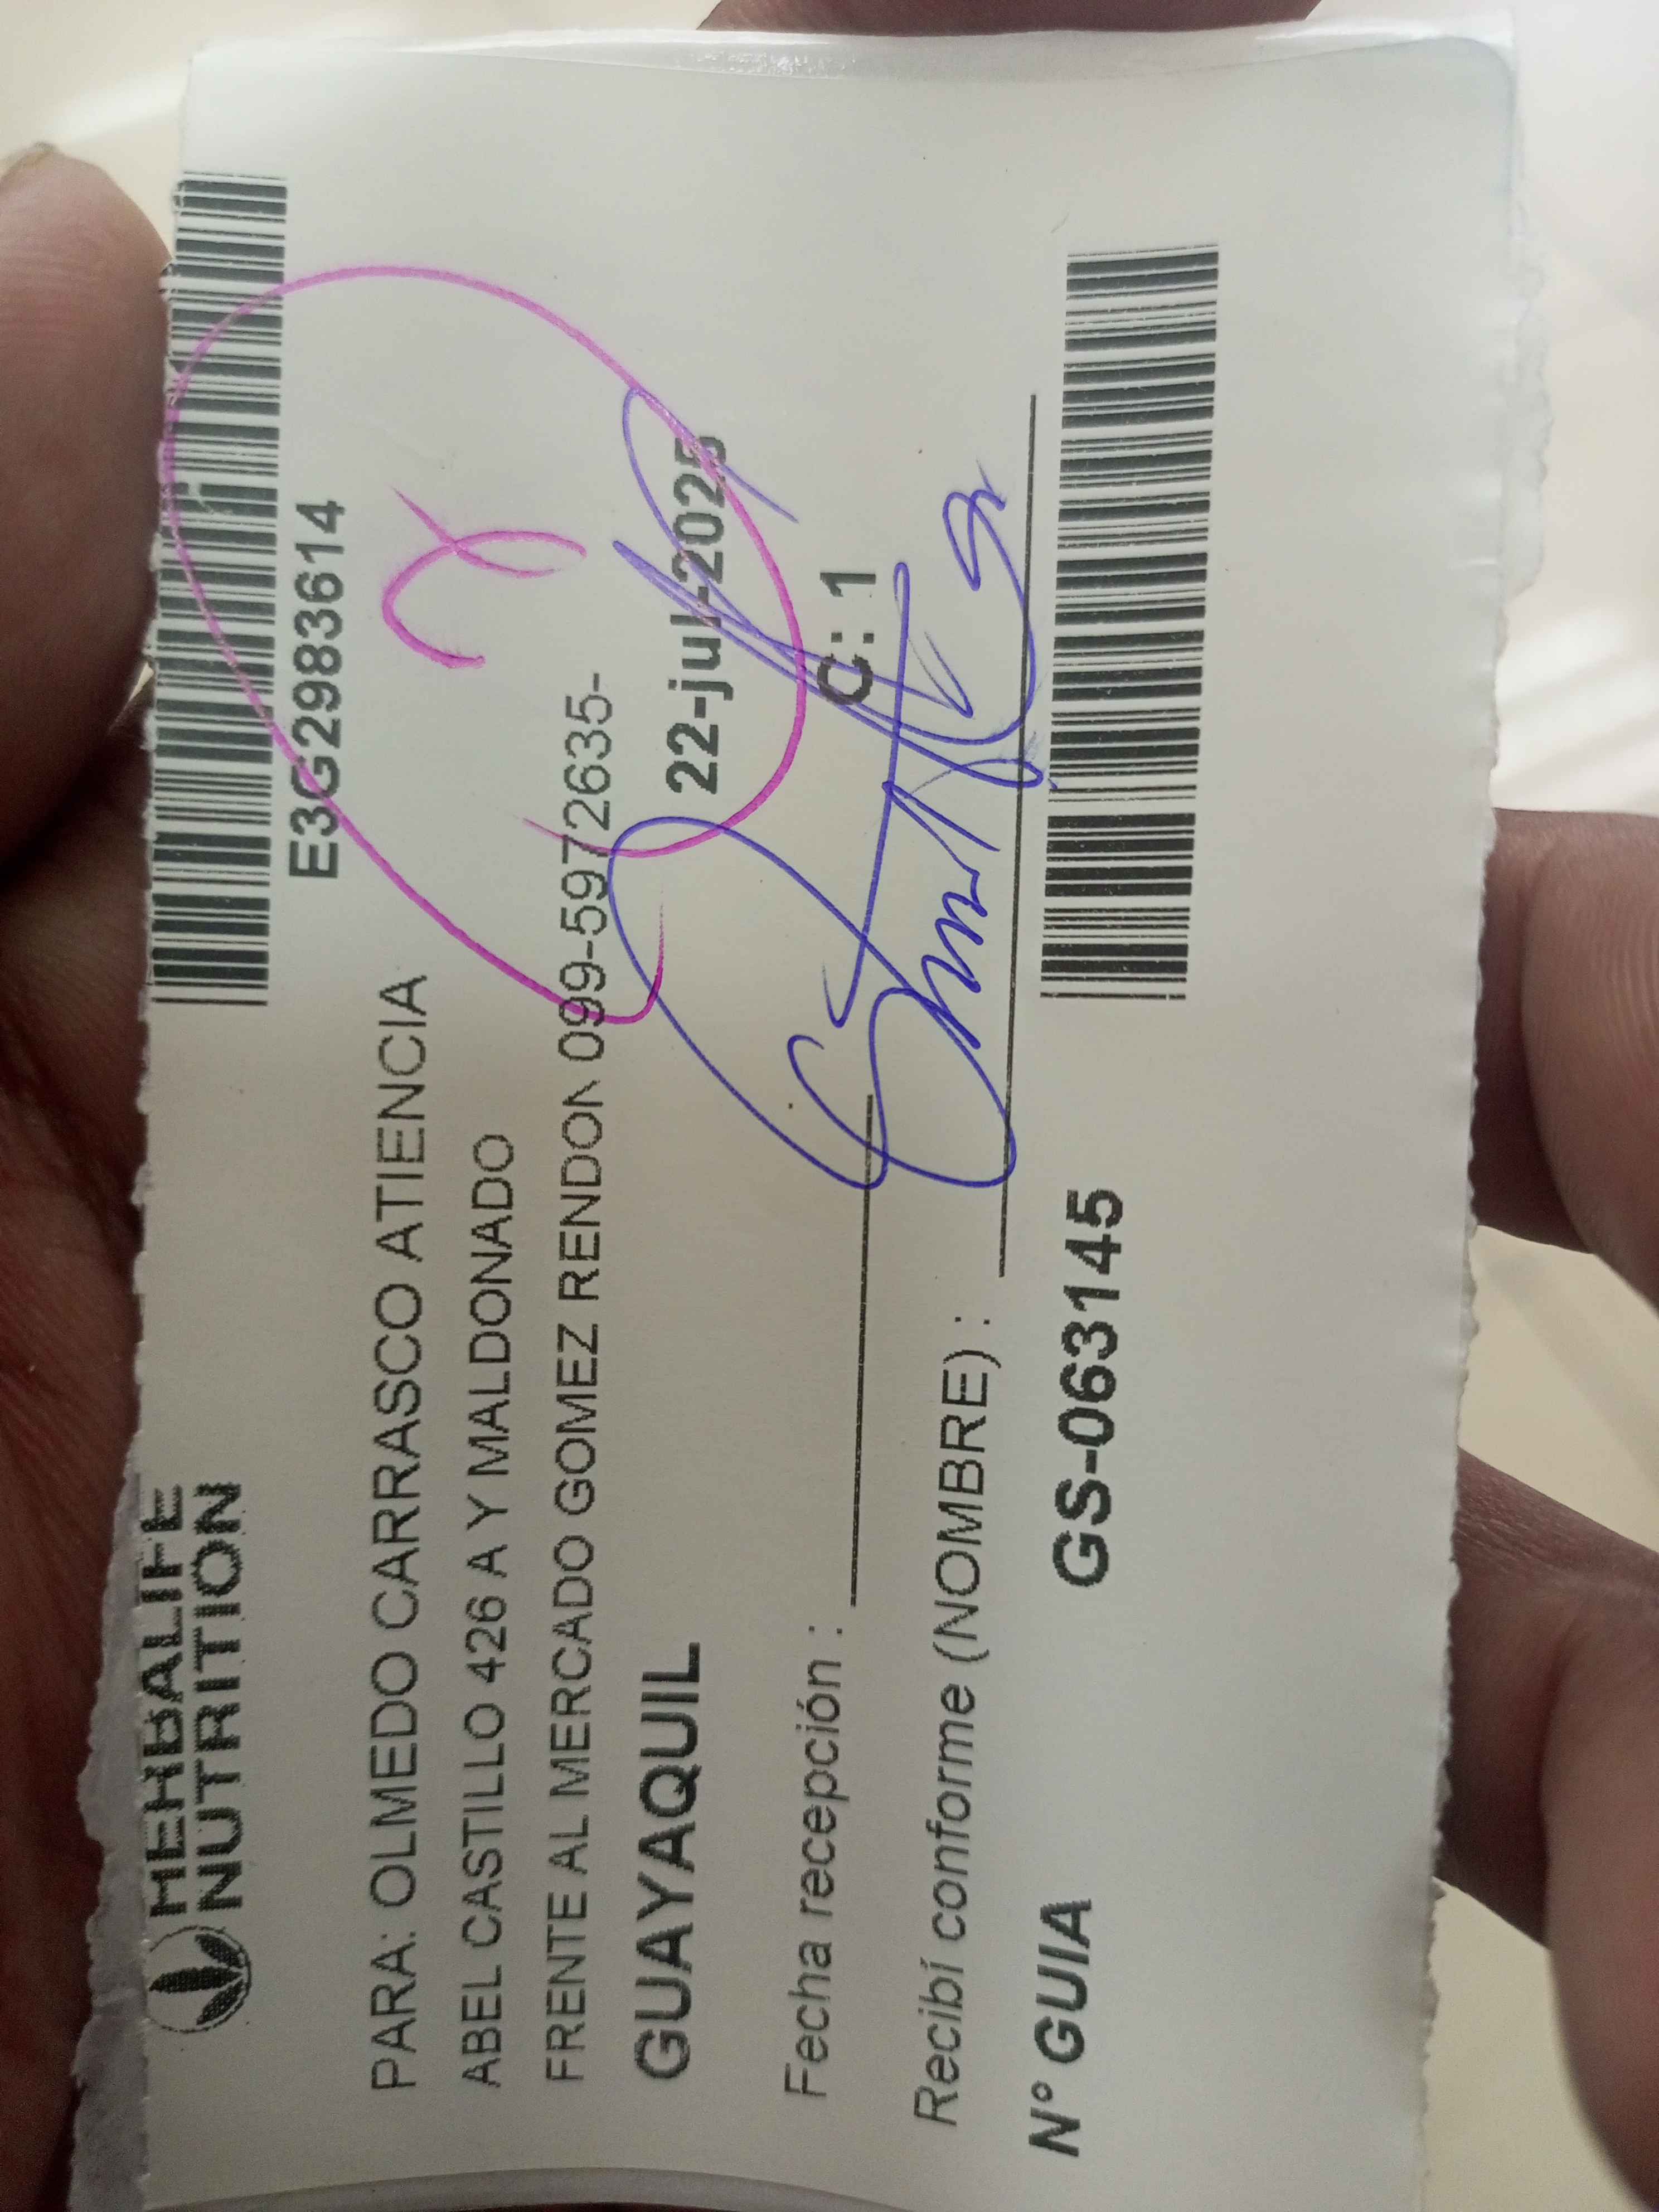 HERBALIFE
NUTRITION
E3G2983614
PARA: OLMEDO CARRASCO ATIENCIA
ABEL CASTILLO 426 A Y MALDONADO
FRENTE AL MERCADO GOMEZ RENDON 099-5972635-
GUAYAQUIL 22-jul-2025
C: 1
Fecha recepción :
Recibí conforme (NOMBRE) :
N° GUIA GS-063145